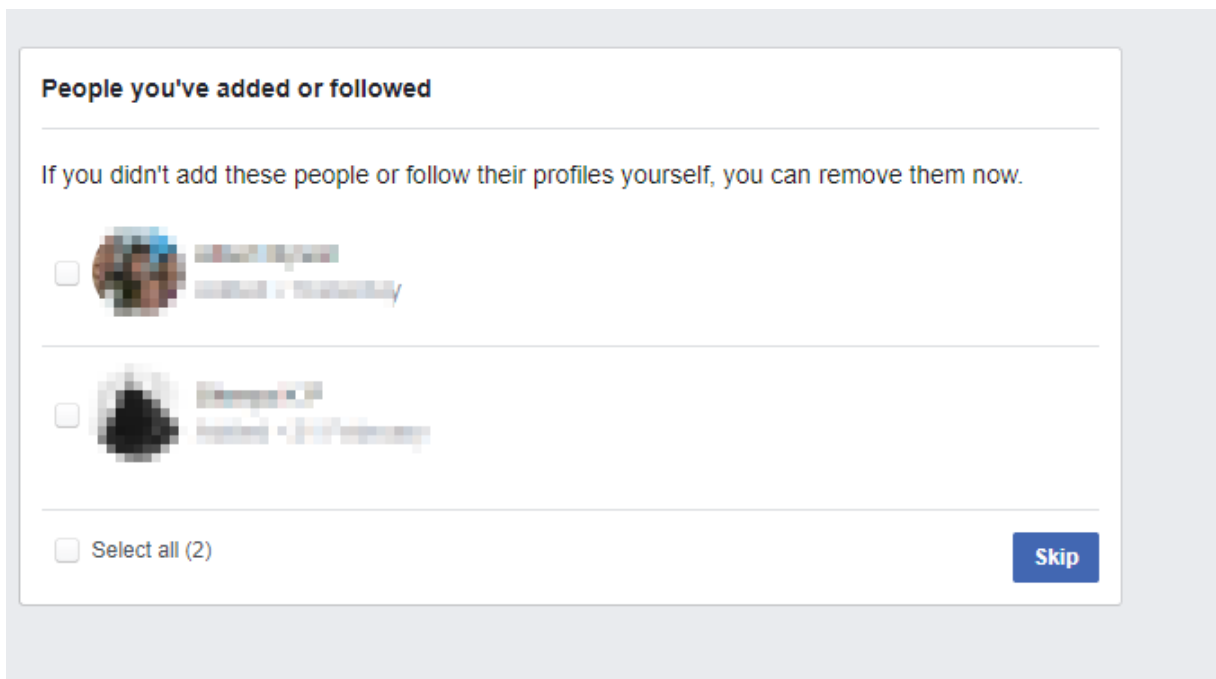 People you've added or followed
If you didn't add these people or follow their profiles yourself, you can remove them now.
Select all (2)
Skip